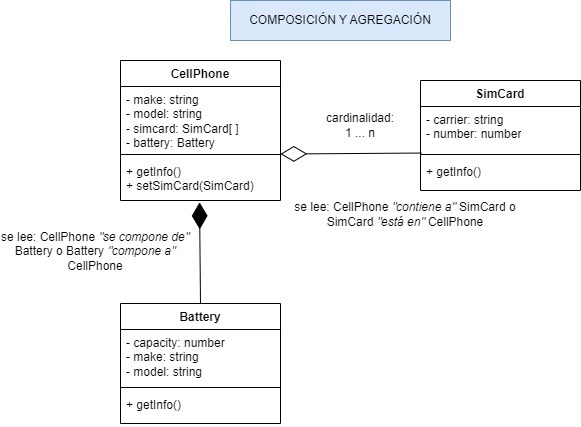 COMPOSICIÓN Y AGREGACIÓN
CellPhone
- make: string
- model: string
- simcard: SimCard[ ]
- battery: Battery
+ getInfo()
+ setSimCard(SimCard)
cardinalidad:
1 ... n
SimCard
- carrier: string
- number: number
+ getInfo()
se lee: CellPhone "contiene a" SimCard o
SimCard "está en" CellPhone
se lee: CellPhone "se compone de"
Battery o Battery "compone a"
CellPhone
Battery
- capacity: number
- make: string
- model: string
+ getInfo()